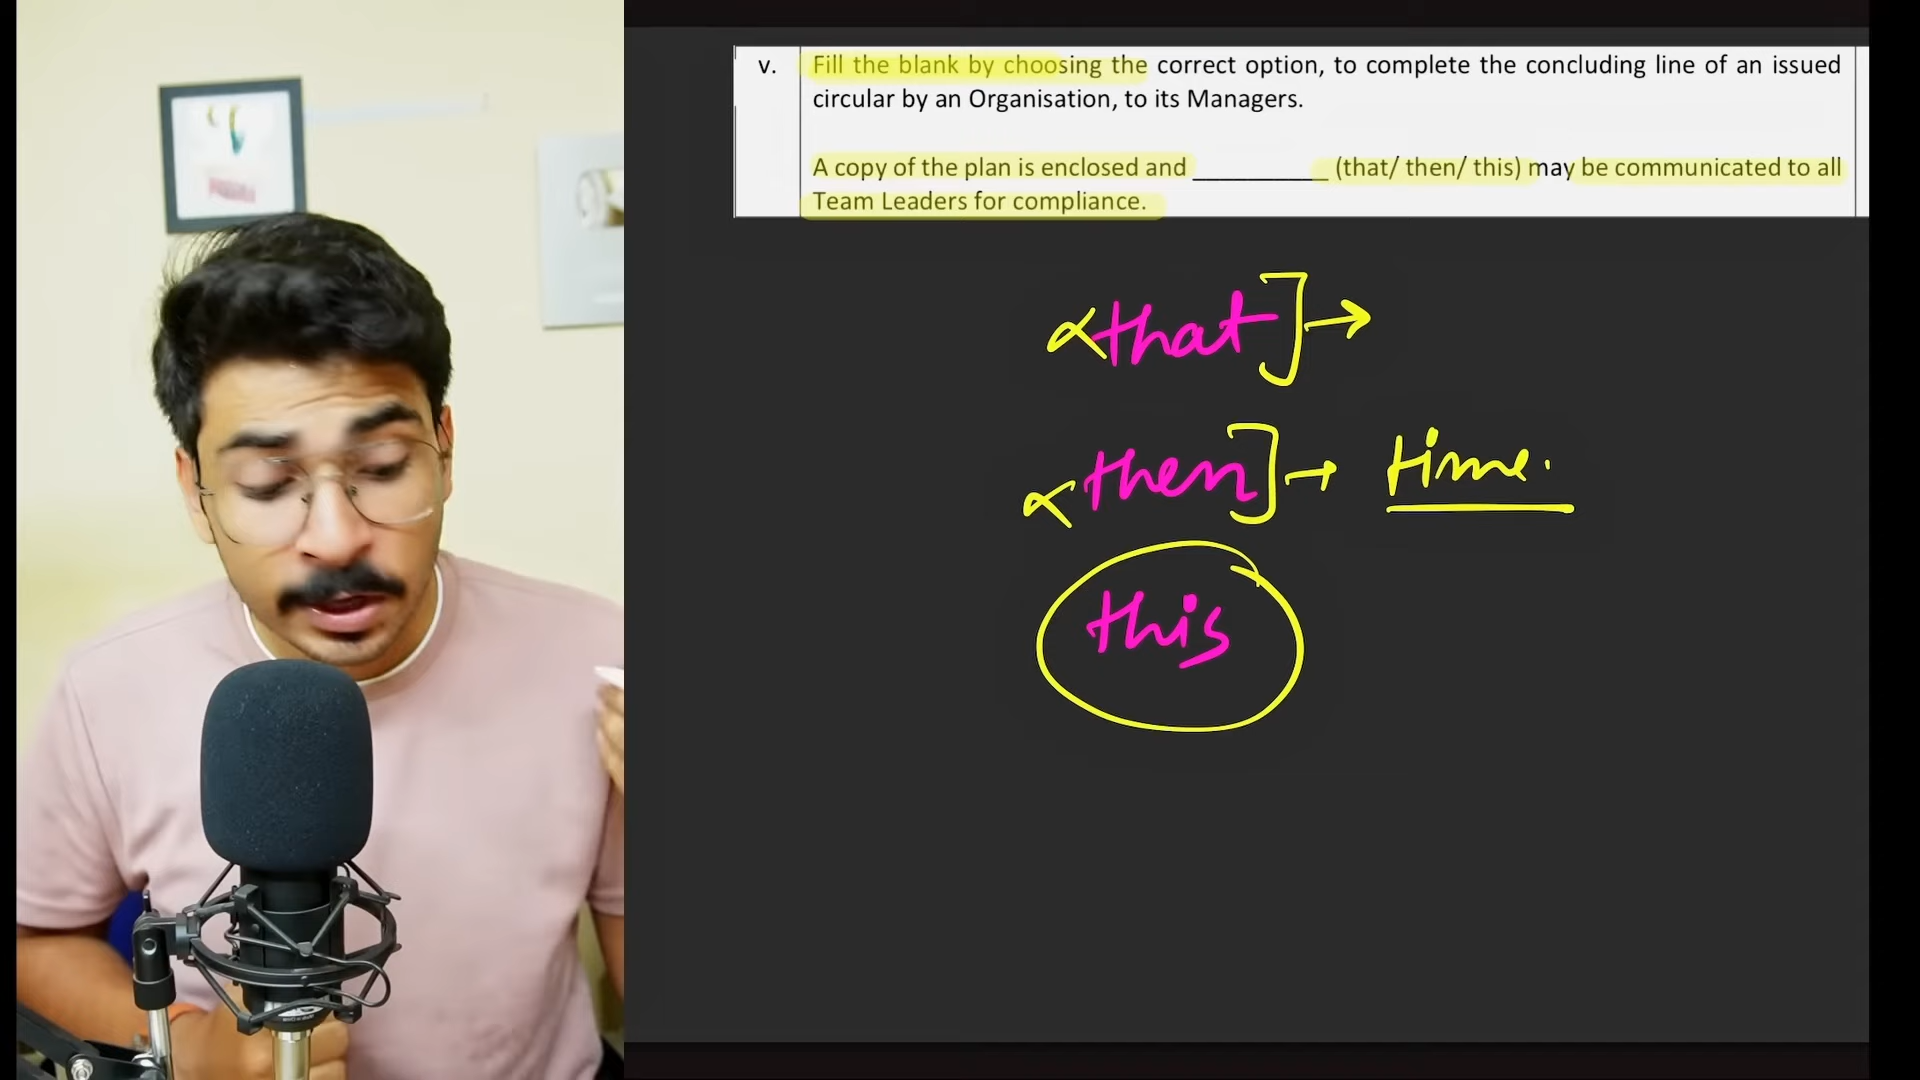 v. Fill the blank by choosing the correct option, to complete the concluding line of an issued
circular by an Organisation, to its Managers.
A copy of the plan is enclosed and __________ (that/ then/ this) may be communicated to all
Team Leaders for compliance.
that
then → time.
this